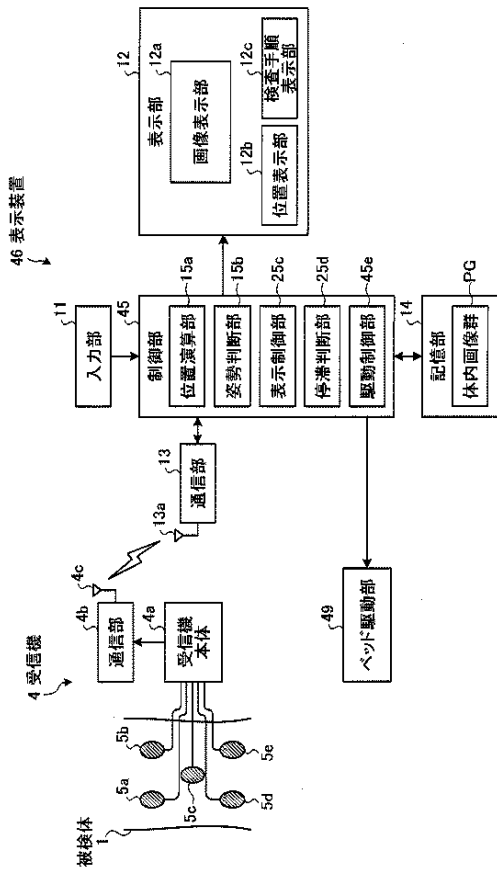 46 表示装置
12
表示部
12a
画像表示部
12b
位置表示部
12c
検査手順
表示部
11
入力部
45
制御部
15a
位置演算部
15b
姿勢判断部
25c
表示制御部
25d
停滞判断部
45e
駆動制御部
14
記憶部
PG
体内画像群
13
通信部
13a
4c
4b
通信部
4a
受信機
本体
4 受信機
49
ベッド駆動部
5a
5b
5c
5d
5e
被検体
1